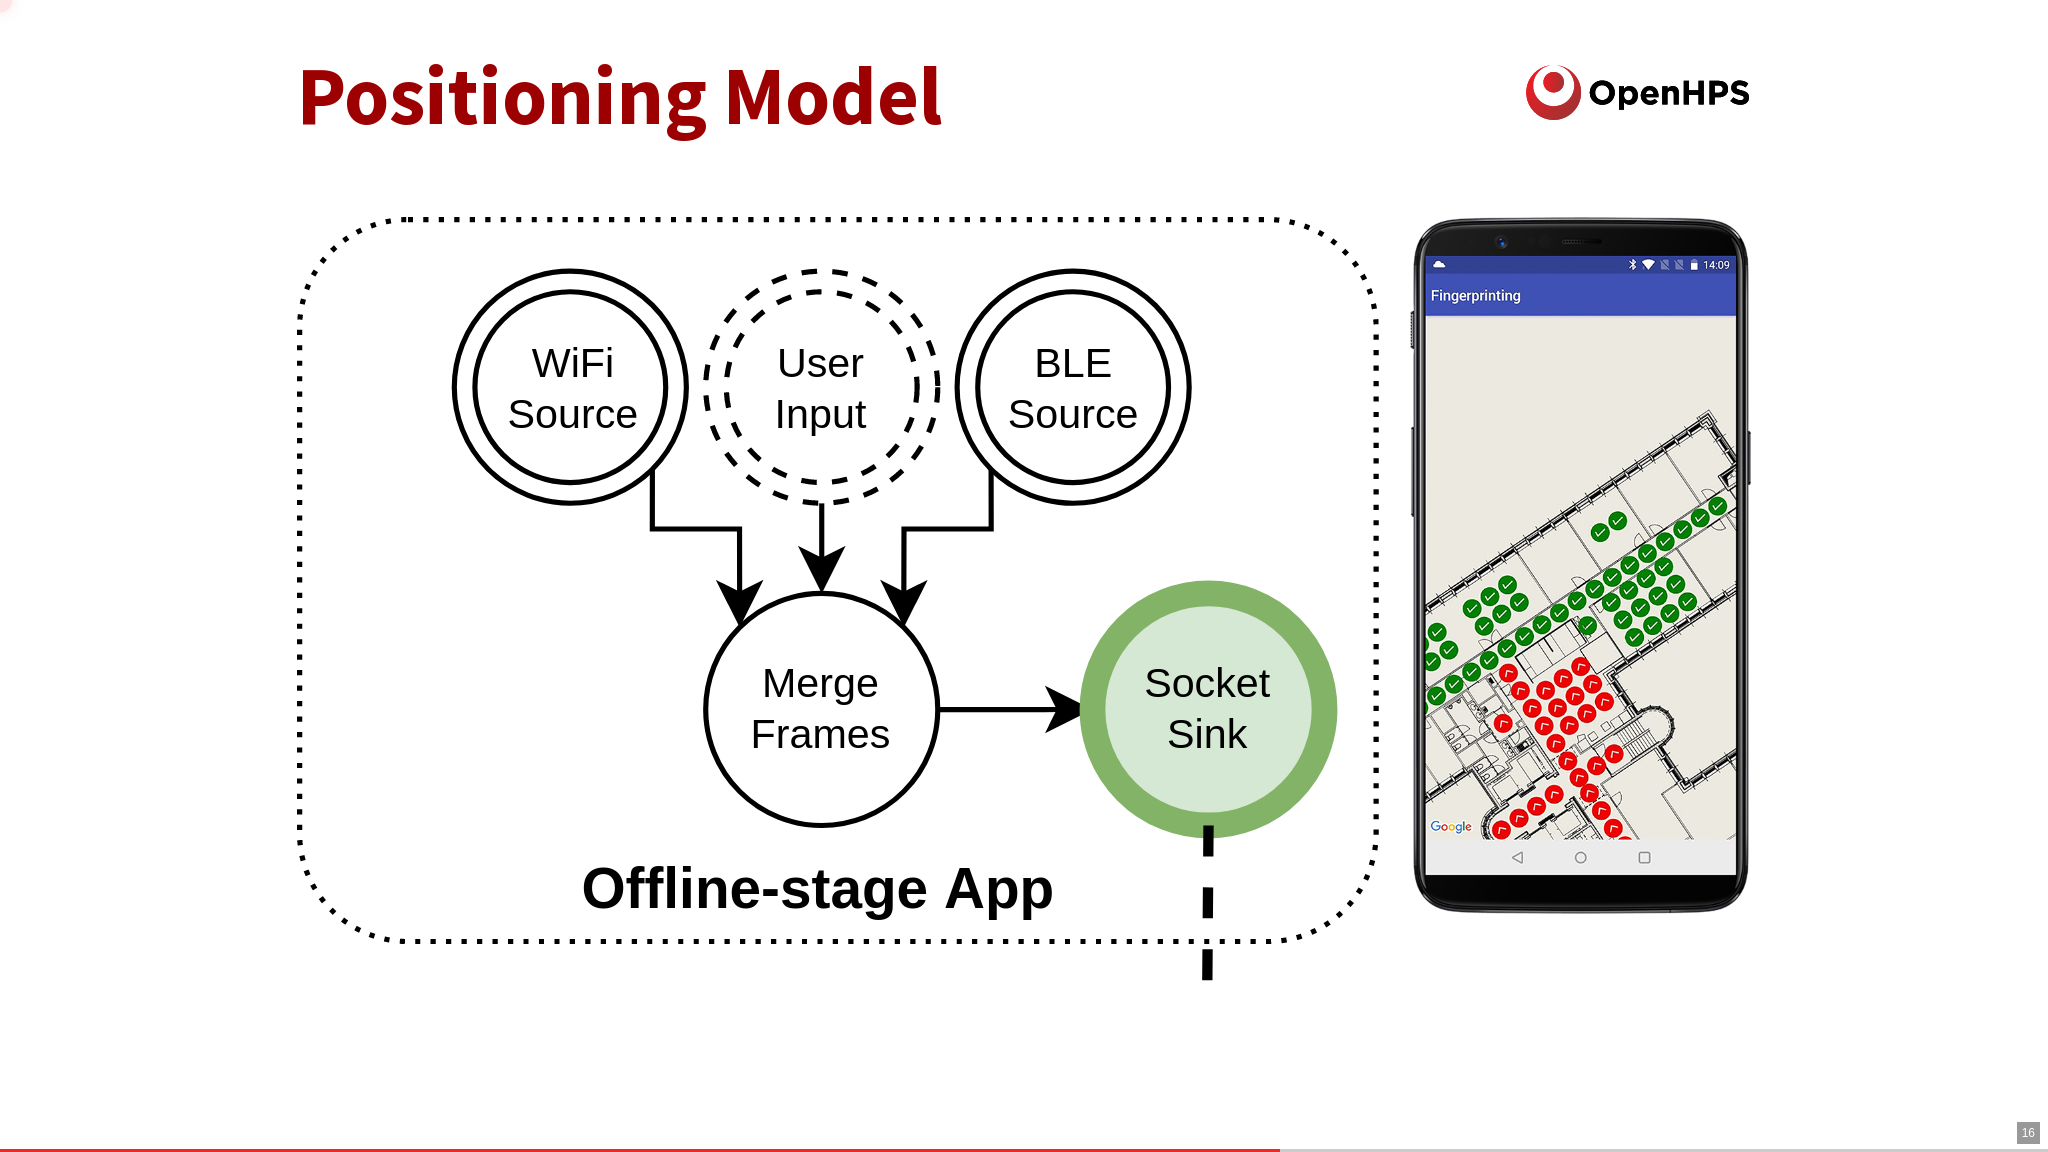 Positioning Model
OpenHPS
WiFi
Source
User
Input
BLE
Source
Merge
Frames
Socket
Sink
Offline-stage App
14:09
Fingerprinting
Google
16